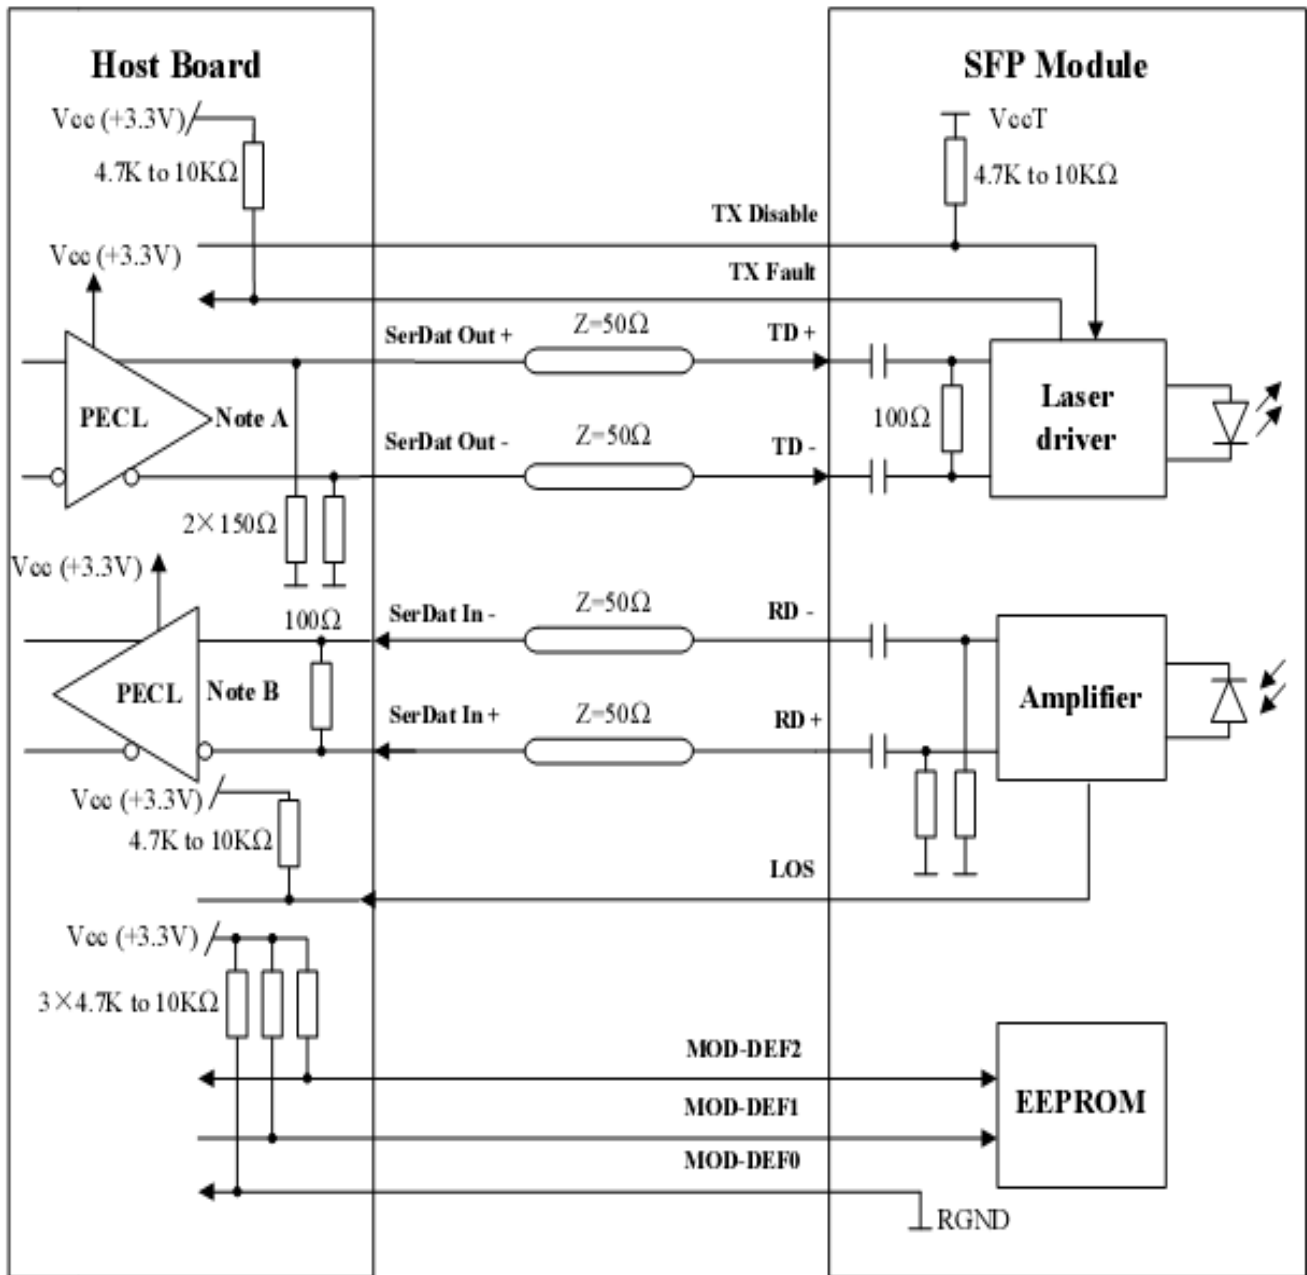 Host Board
SFP Module
Vcc (+3.3V)
VccT
4.7K to 10KΩ
4.7K to 10KΩ
TX Disable
Vcc (+3.3V)
TX Fault
SerDat Out +
Z=50Ω
TD +
PECL
Note A
100Ω
Laser
driver
SerDat Out -
Z=50Ω
TD -
2×150Ω
Vcc (+3.3V)
100Ω
SerDat In -
Z=50Ω
RD -
PECL
Note B
Amplifier
SerDat In +
Z=50Ω
RD +
Vcc (+3.3V)
4.7K to 10KΩ
LOS
Vcc (+3.3V)
3×4.7K to 10KΩ
MOD-DEF2
EEPROM
MOD-DEF1
MOD-DEF0
RGND